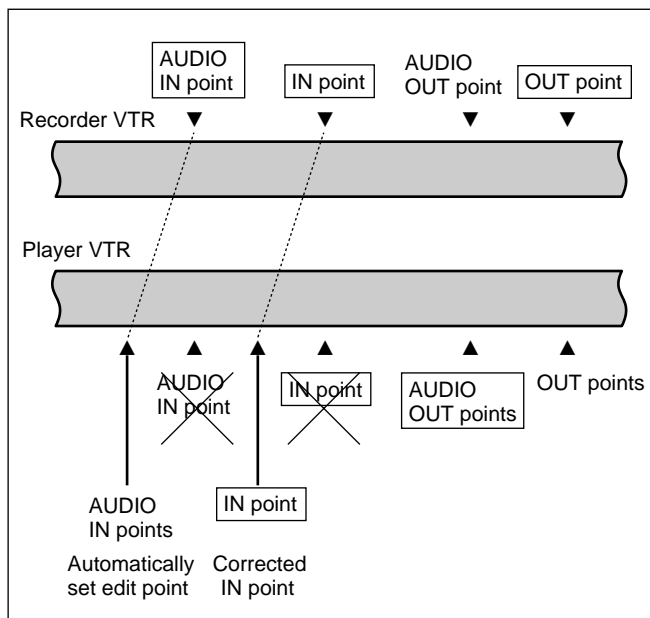 AUDIO
IN point
IN point
AUDIO
OUT point
OUT point
Recorder VTR
Player VTR
AUDIO
IN point
IN point
AUDIO
OUT points
OUT points
AUDIO
IN points
IN point
Automatically
set edit point
Corrected
IN point